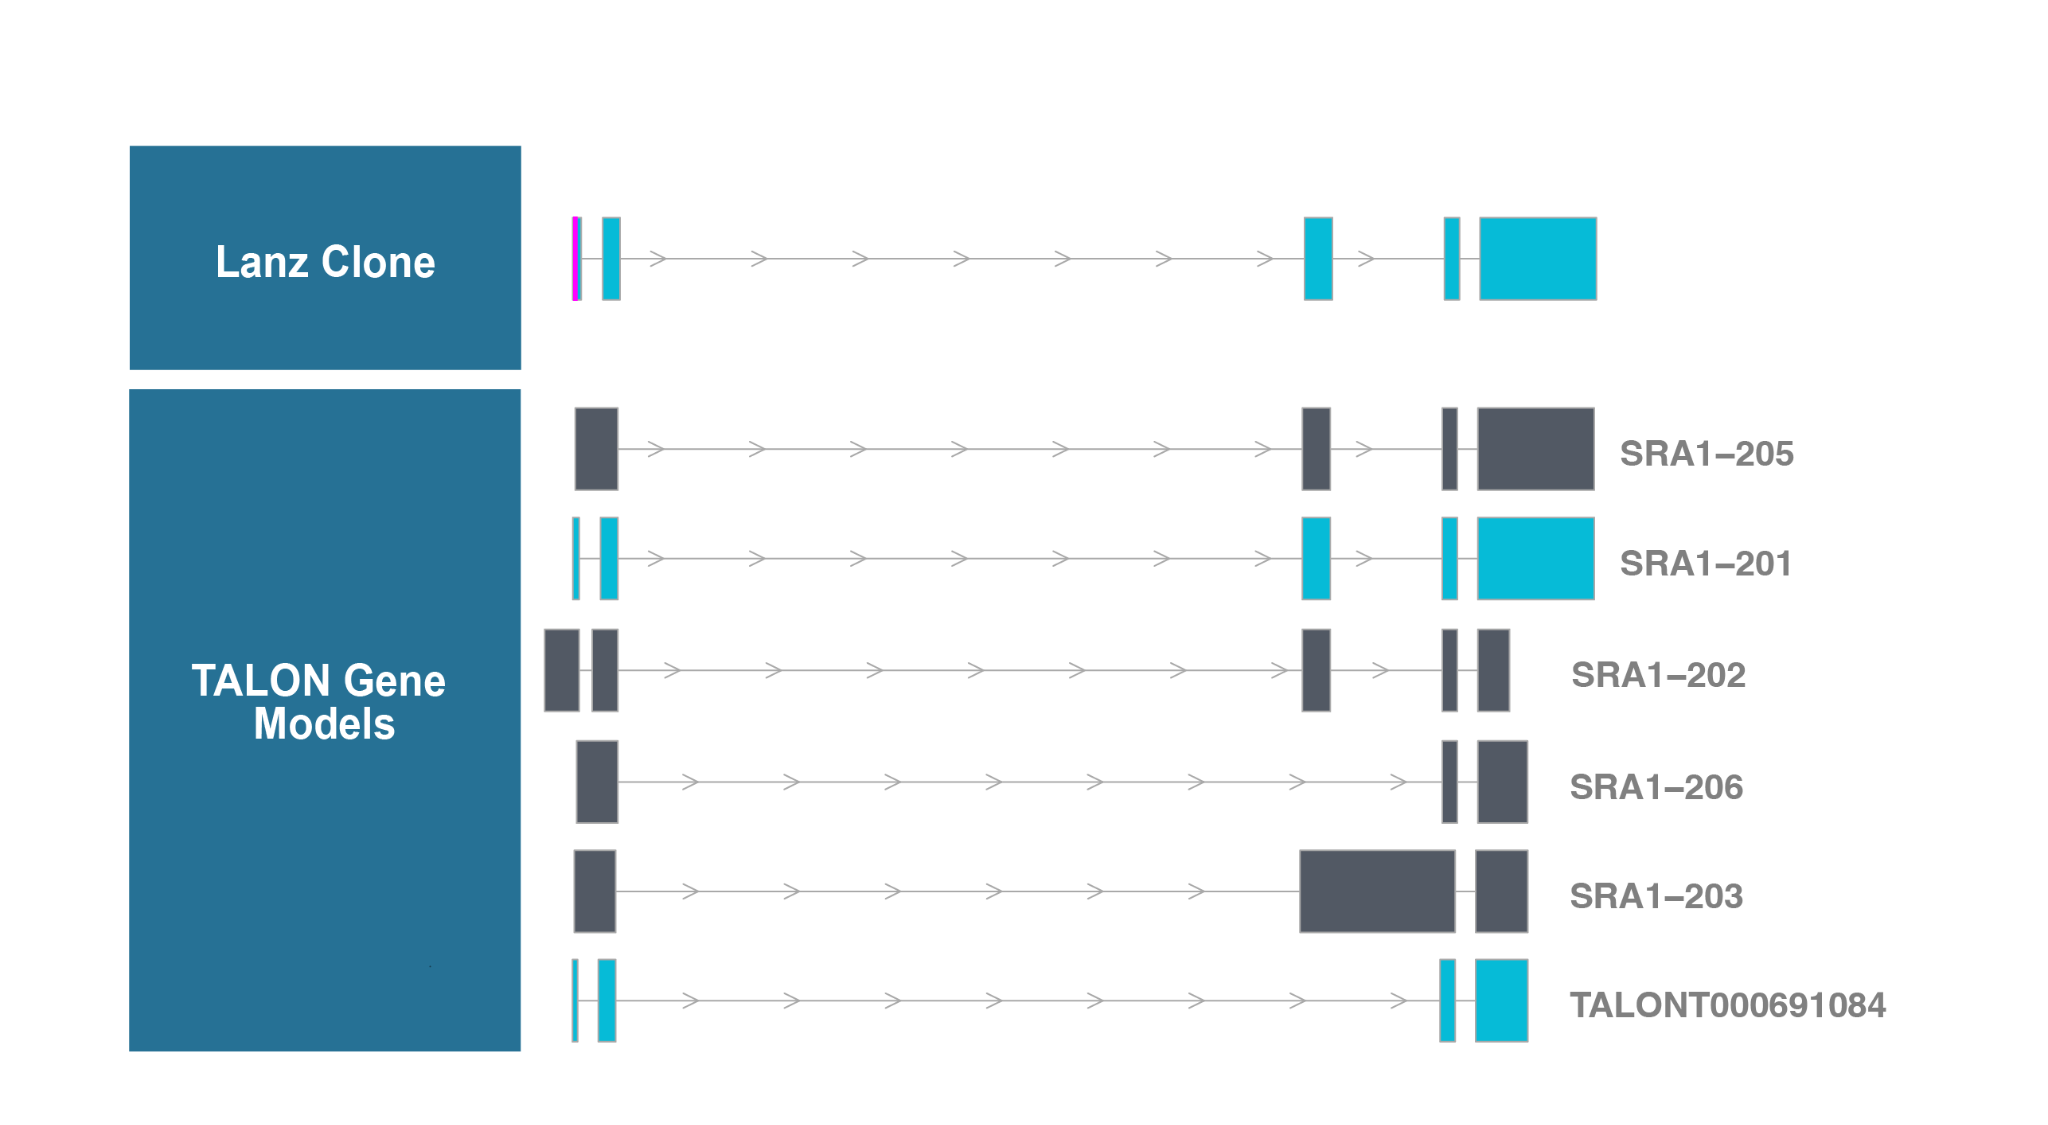 Lanz Clone
TALON Gene
Models
SRA1–205
SRA1–201
SRA1–202
SRA1–206
SRA1–203
TALONT000691084